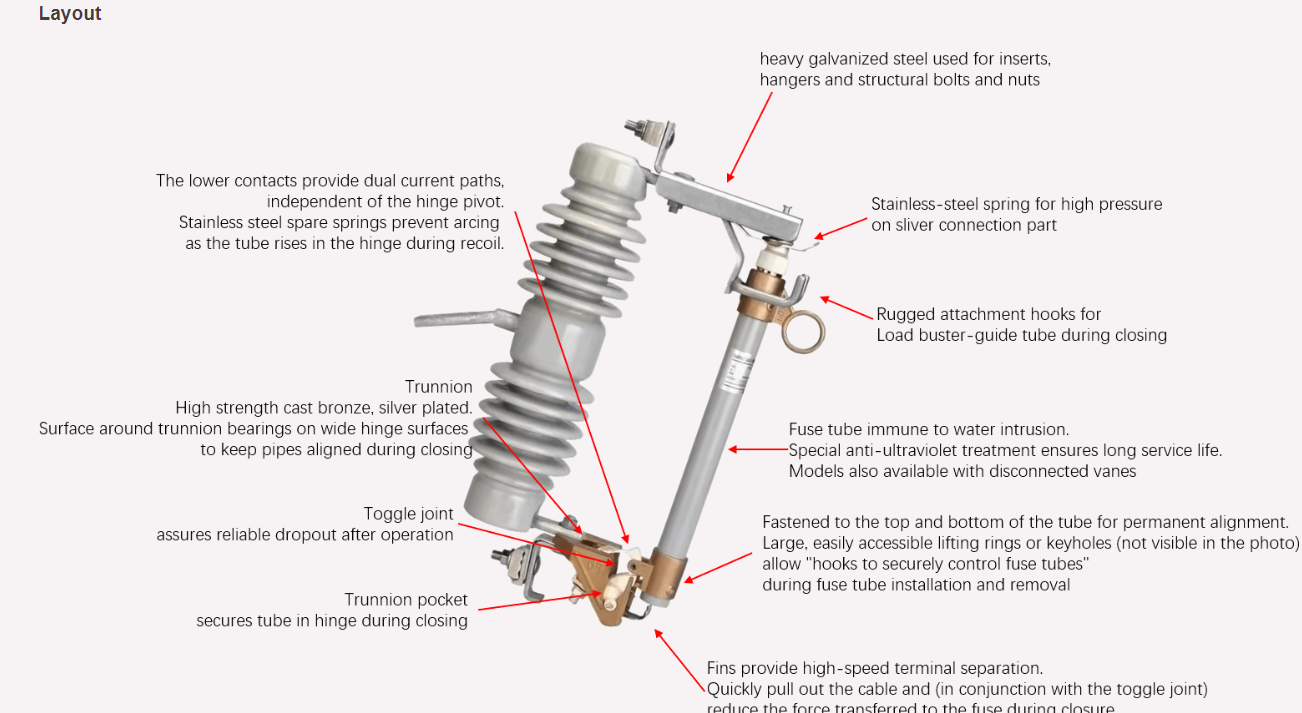 Layout
heavy galvanized steel used for inserts,
hangers and structural bolts and nuts
The lower contacts provide dual current paths,
independent of the hinge pivot.
Stainless steel spare springs prevent arcing
as the tube rises in the hinge during recoil.
Stainless-steel spring for high pressure
on sliver connection part
Rugged attachment hooks for
Load buster-guide tube during closing
Trunnion
High strength cast bronze, silver plated.
Surface around trunnion bearings on wide hinge surfaces
to keep pipes aligned during closing
Fuse tube immune to water intrusion.
Special anti-ultraviolet treatment ensures long service life.
Models also available with disconnected vanes
Toggle joint
assures reliable dropout after operation
Fastened to the top and bottom of the tube for permanent alignment.
Large, easily accessible lifting rings or keyholes (not visible in the photo)
allow "hooks to securely control fuse tubes"
during fuse tube installation and removal
Trunnion pocket
secures tube in hinge during closing
Fins provide high-speed terminal separation.
Quickly pull out the cable and (in conjunction with the toggle joint)
reduce the force transferred to the fuse during closure